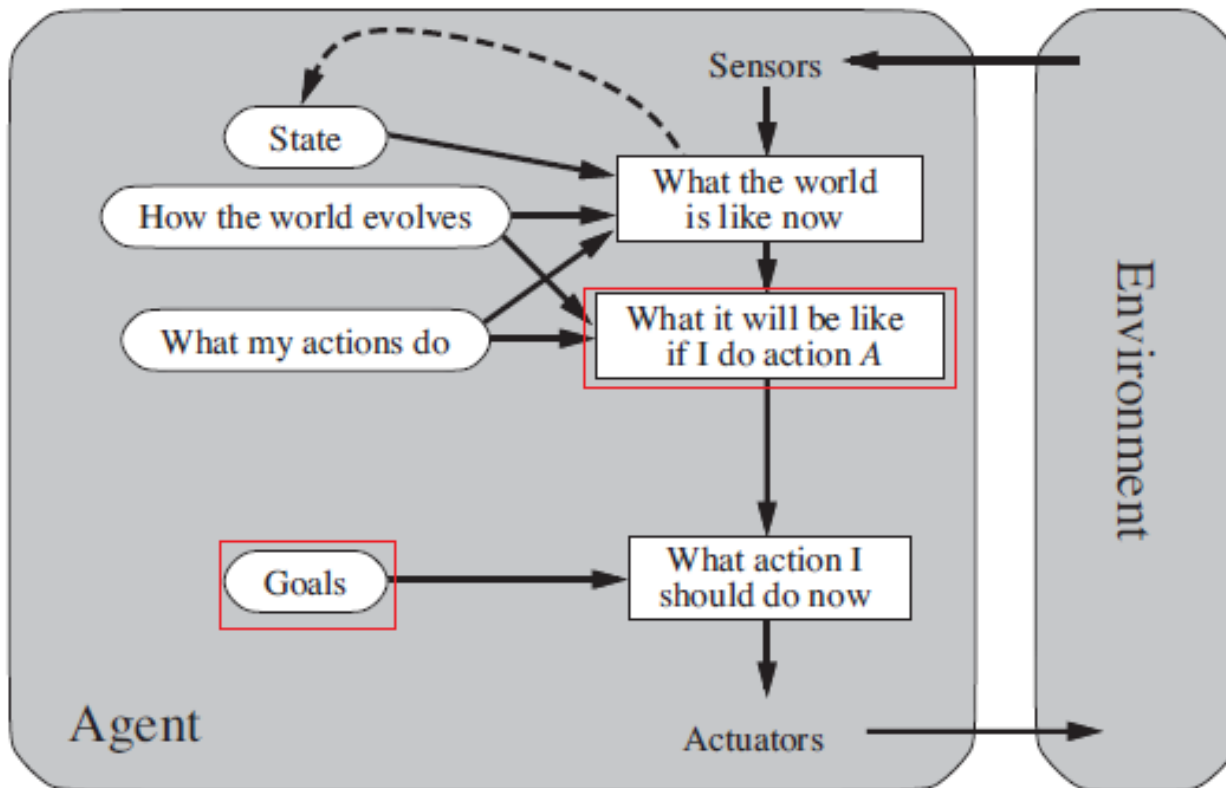 Sensors
State
What the world
is like now
How the world evolves
What my actions do
What it will be like
if I do action A
Environment
Goals
What action I
should do now
Agent
Actuators